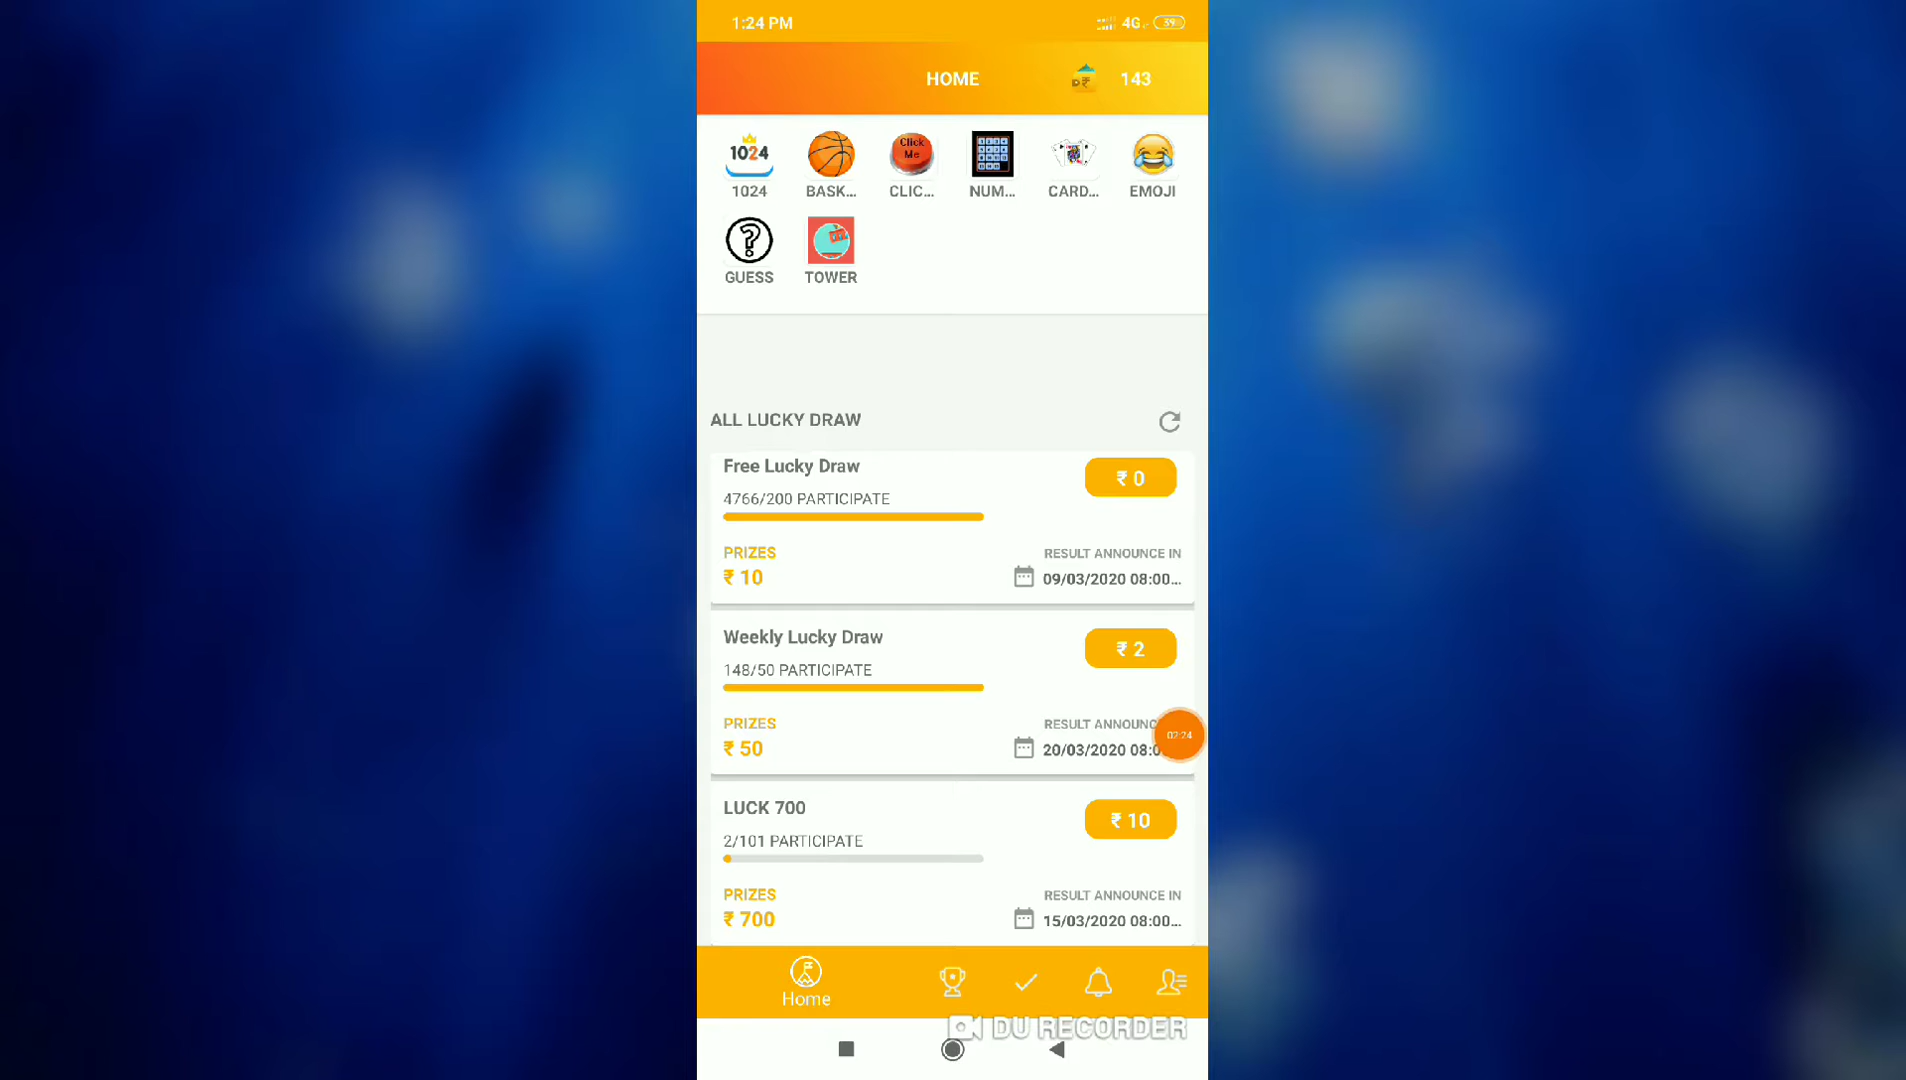 1:24 PM 4G 39
HOME 143
1024
Click
Me
1024 BASK... CLIC... NUM... CARD... EMOJI
GUESS TOWER
ALL LUCKY DRAW
Free Lucky Draw ₹ 0
4766/200 PARTICIPATE
PRIZES RESULT ANNOUNCE IN
₹ 10 09/03/2020 08:00...
Weekly Lucky Draw ₹ 2
148/50 PARTICIPATE
PRIZES RESULT ANNOUNC
₹ 50 20/03/2020 08:0
02:24
LUCK 700 ₹ 10
2/101 PARTICIPATE
PRIZES RESULT ANNOUNCE IN
₹ 700 15/03/2020 08:00...
Home
DU RECORDER